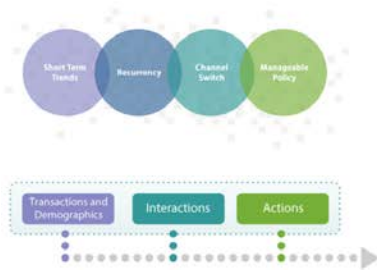 Short Term
Trends
Recurrency
Channel
Switch
Manageable
Policy
Transactions and
Demographics
Interactions
Actions